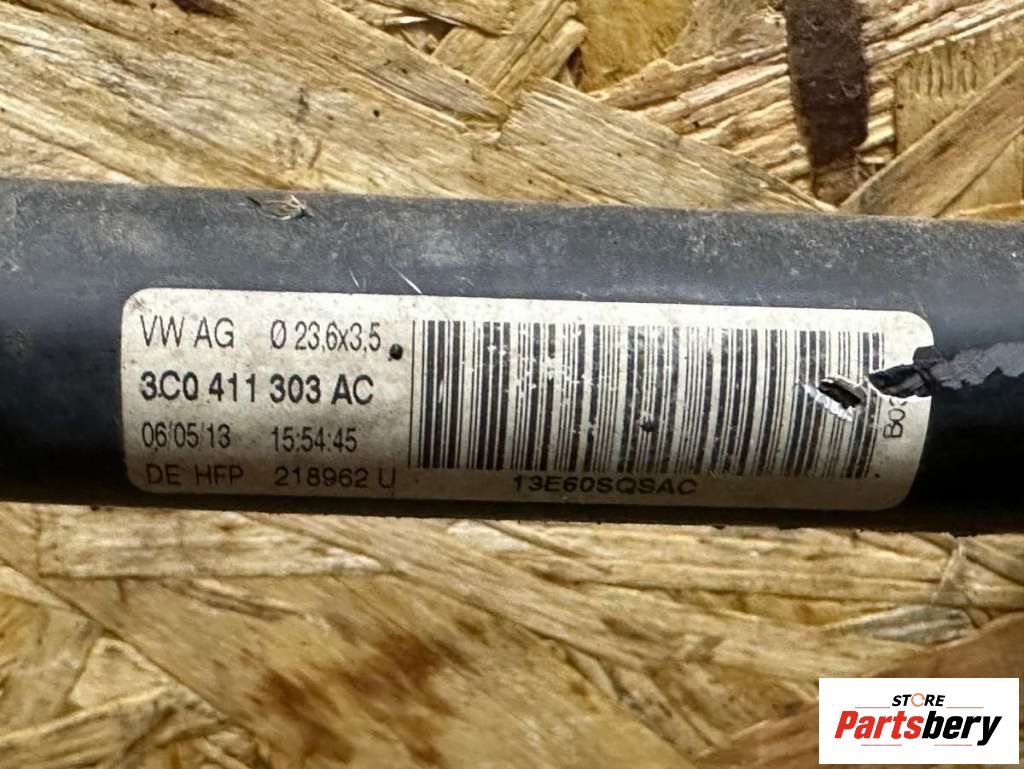 VW AG Ø 23,6x3,5
3C0 411 303 AC
06/05/13 15:54:45
DE HFP 218962 U
13E60SQSAC
STORE
Partsbery